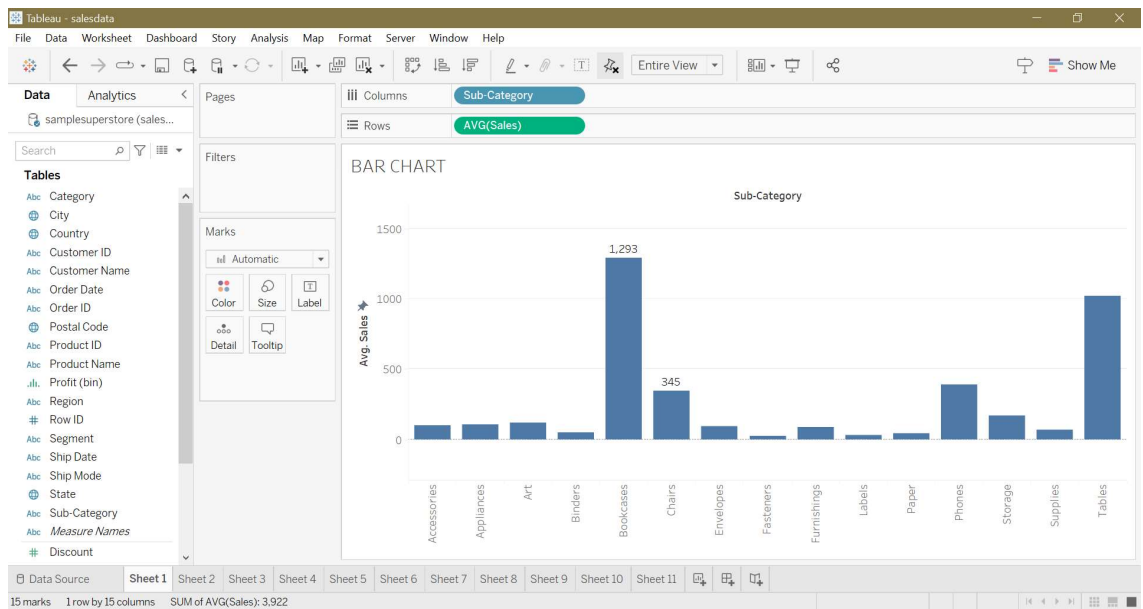 Tableau - salesdata
File Data Worksheet Dashboard Story Analysis Map Format Server Window Help
Entire View
Show Me
Data Analytics
samplesuperstore (sales...
Search
Tables
Abc Category
City
Country
Abc Customer ID
Abc Customer Name
Abc Order Date
Abc Order ID
Postal Code
Abc Product ID
Abc Product Name
Profit (bin)
Abc Region
# Row ID
Abc Segment
Abc Ship Date
Abc Ship Mode
State
Abc Sub-Category
Abc Measure Names
# Discount
Pages
Filters
Marks
Automatic
Color Size Label
Detail Tooltip
Columns Sub-Category
Rows AVG(Sales)
BAR CHART
Sub-Category
1500
1000
500
0
Avg. Sales
1,293
345
Accessories
Appliances
Art
Binders
Bookcases
Chairs
Envelopes
Fasteners
Furnishings
Labels
Paper
Phones
Storage
Supplies
Tables
Data Source Sheet 1 Sheet 2 Sheet 3 Sheet 4 Sheet 5 Sheet 6 Sheet 7 Sheet 8 Sheet 9 Sheet 10 Sheet 11
15 marks 1 row by 15 columns SUM of AVG(Sales): 3,922